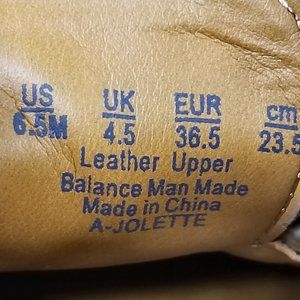 US UK EUR cm
6.5M 4.5 36.5 23.5
Leather Upper
Balance Man Made
Made in China
A-JOLETTE